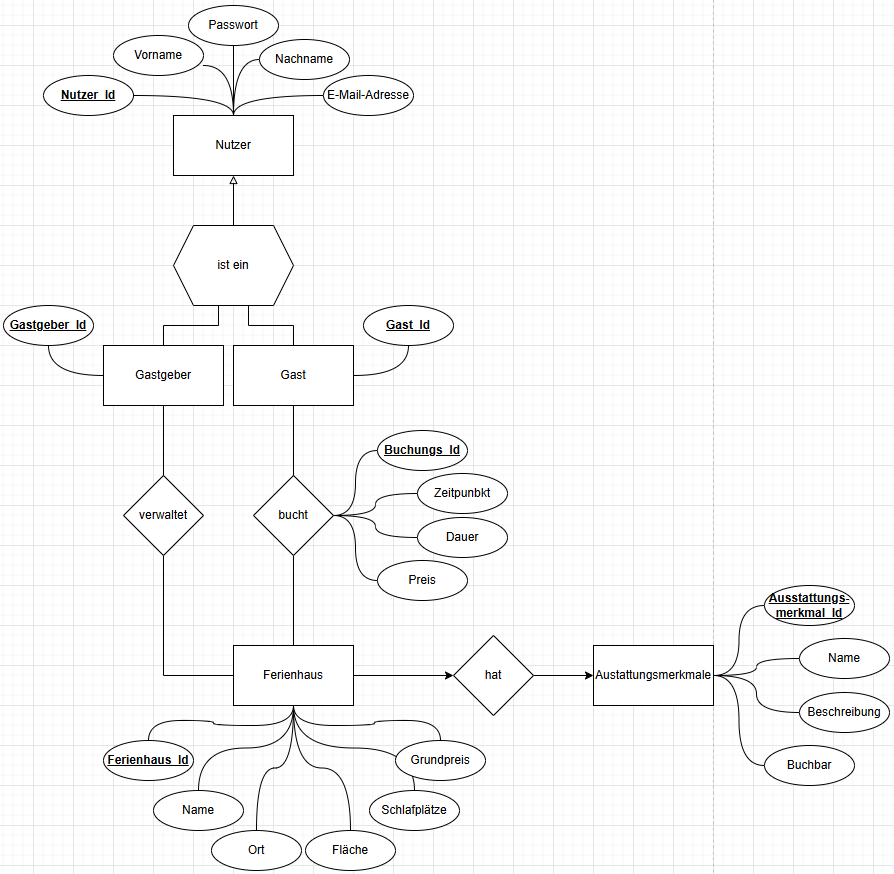 Passwort
Vorname
Nachname
Nutzer_Id
E-Mail-Adresse
Nutzer
ist ein
Gastgeber_Id
Gast_Id
Gastgeber
Gast
Buchungs_Id
Zeitpunbkt
verwaltet
bucht
Dauer
Preis
Ausstattungs-
merkmal_Id
Name
Ferienhaus
hat
Austattungsmerkmale
Beschreibung
Ferienhaus_Id
Grundpreis
Buchbar
Name
Schlafplätze
Ort
Fläche